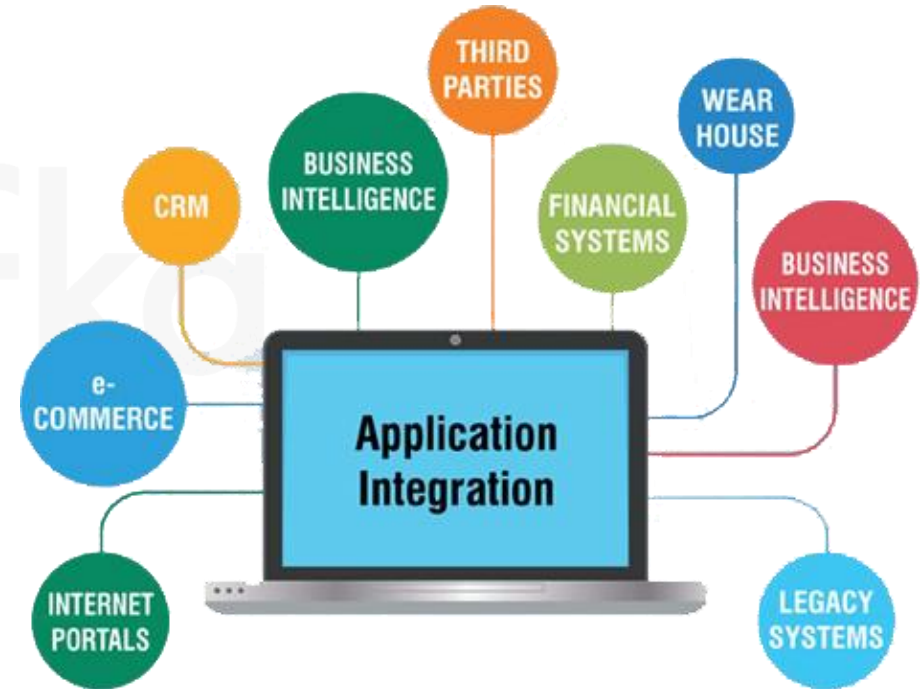 THIRD
PARTIES
WEAR
HOUSE
BUSINESS
INTELLIGENCE
CRM
FINANCIAL
SYSTEMS
BUSINESS
INTELLIGENCE
e-
COMMERCE
Application
Integration
INTERNET
PORTALS
LEGACY
SYSTEMS